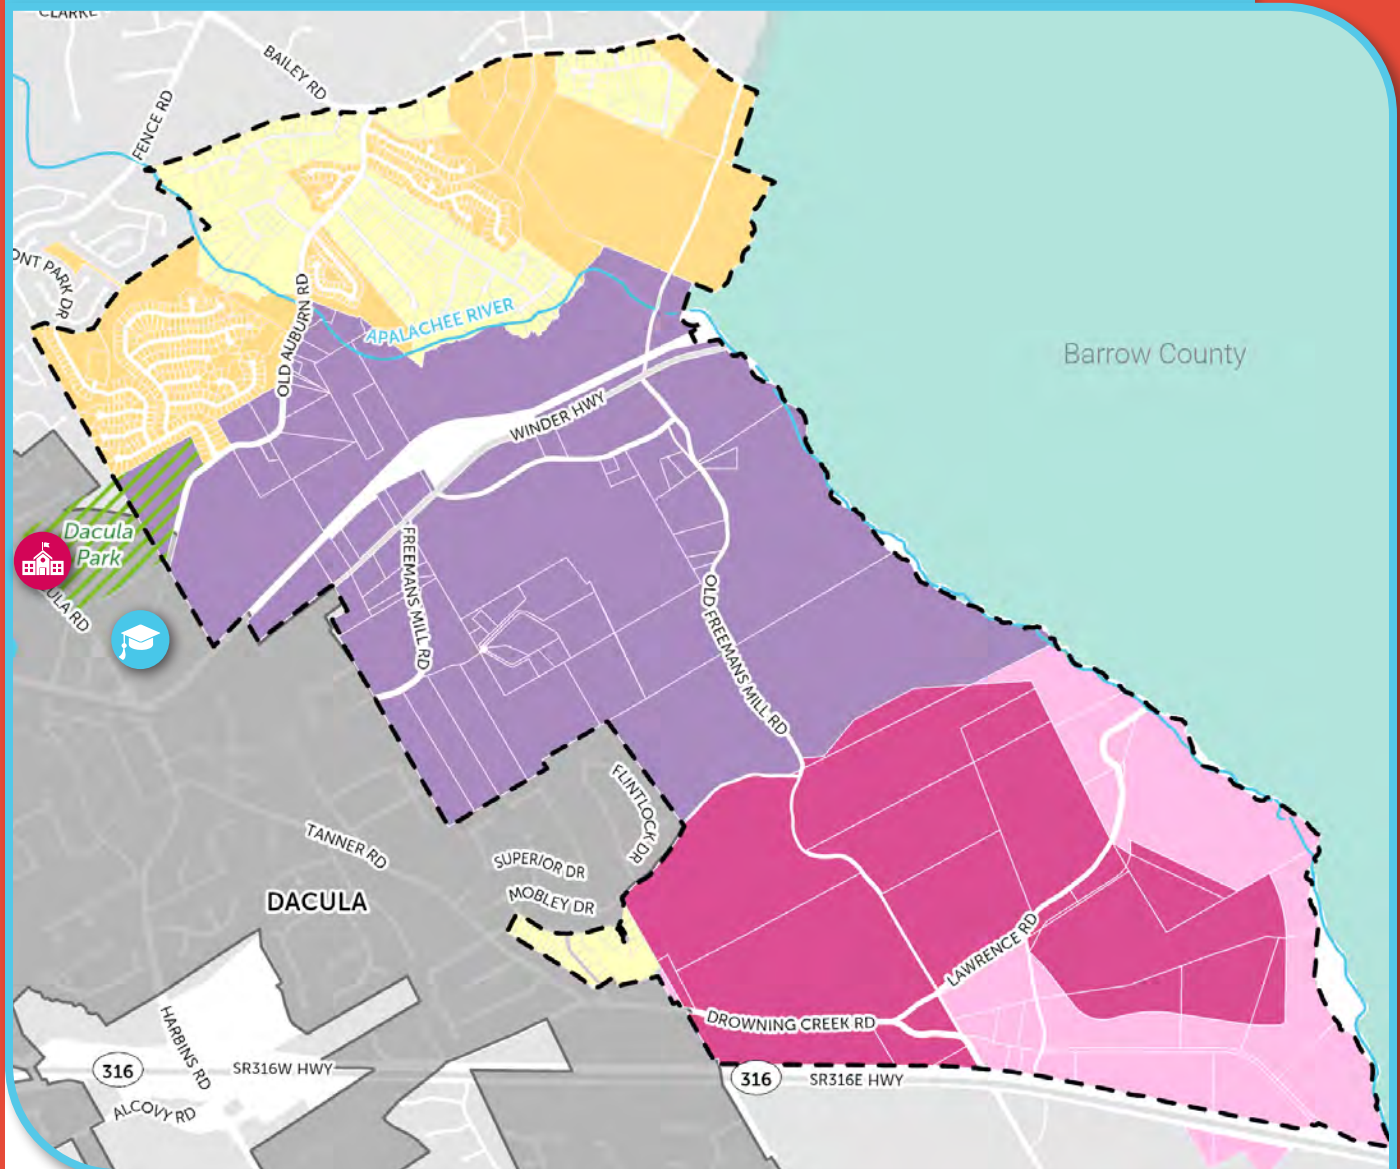 CLARKE
BAILEY RD
FENCE RD
ONT PARK DR
OLD AUBURN RD
APALACHEE RIVER
Barrow County
WINDER HWY
Dacula
Park
ULA RD
FREEMANS MILL RD
OLD FREEMANS MILL RD
FLINTLOCK DR
TANNER RD
SUPERIOR DR
MOBLEY DR
DACULA
LAWRENCE RD
DROWNING CREEK RD
HARBINS RD
316
SR316W HWY
316
SR316E HWY
ALCOVY RD